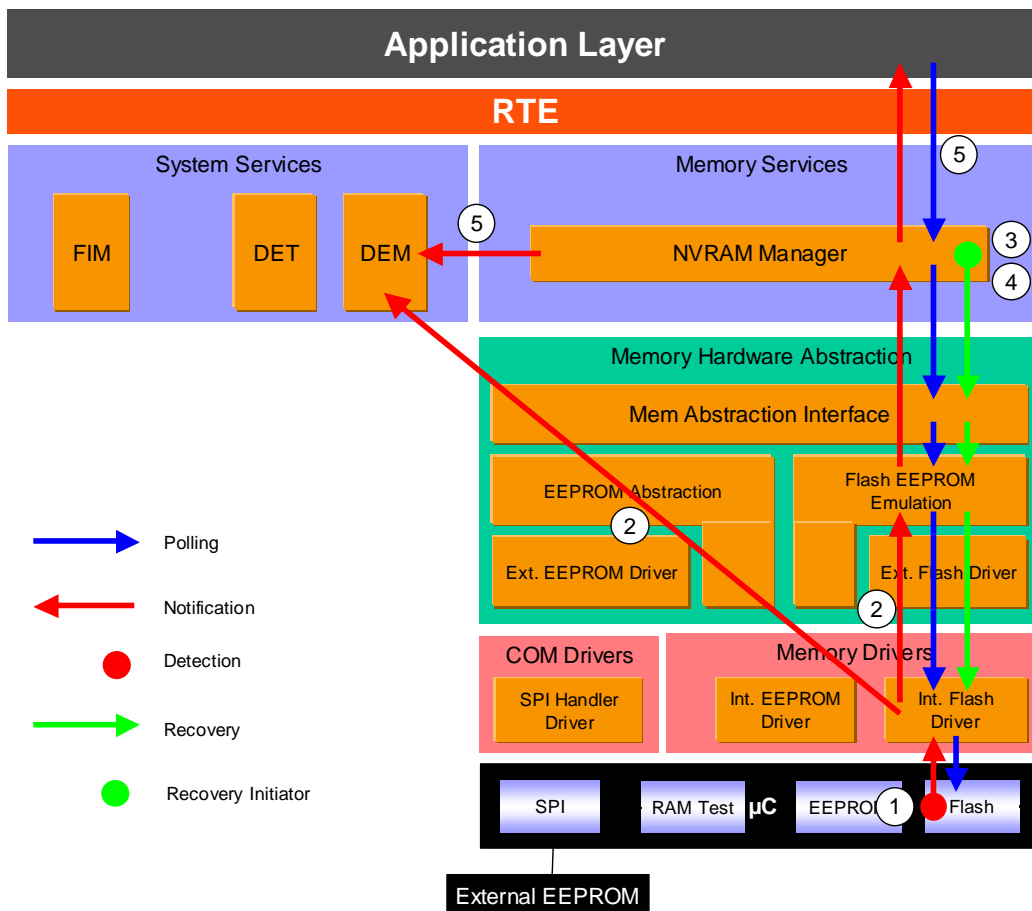 Application Layer
RTE
System Services
Memory Services
5
FIM
DET
DEM
5
NVRAM Manager
3
4
Memory Hardware Abstraction
Mem Abstraction Interface
EEPROM Abstraction
Flash EEPROM
Emulation
2
Ext. EEPROM Driver
Ext. Flash Driver
2
Polling
Notification
Detection
Recovery
Recovery Initiator
COM Drivers
Memory Drivers
SPI Handler
Driver
Int. EEPROM
Driver
Int. Flash
Driver
SPI
RAM Test
µC
EEPROM
1
Flash
External EEPROM